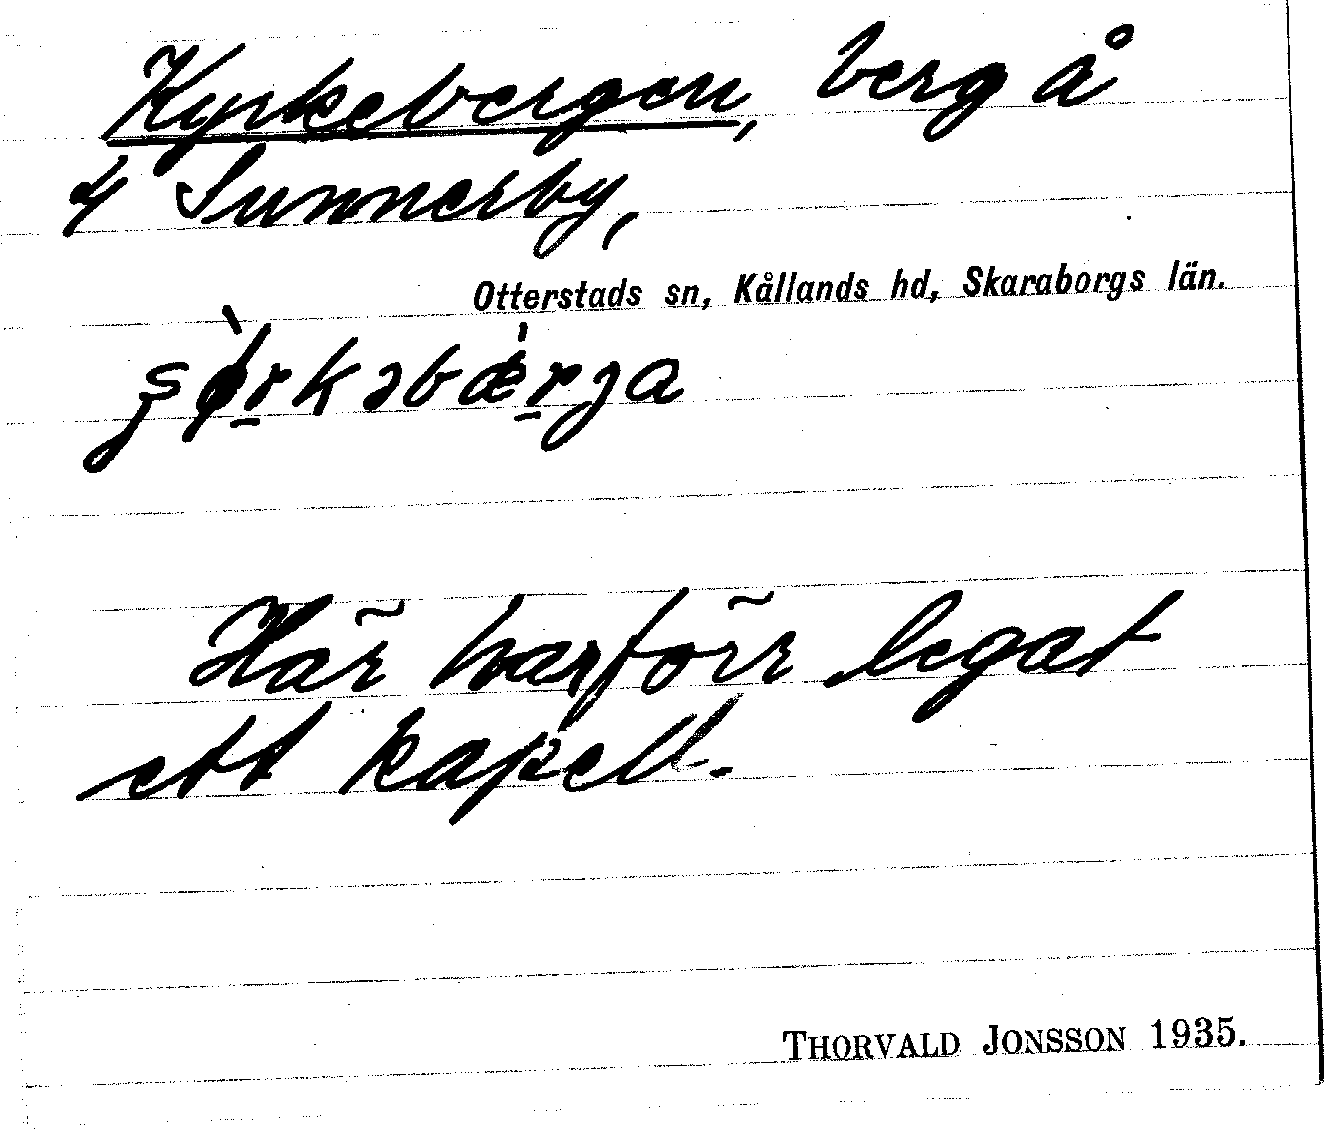 Kyrkebergen, berg å
4 Sunnerby,
Otterstads sn, Kållands hd, Skaraborgs län.
Här har förr legat
ett kapell.
THORVALD JONSSON 1935.